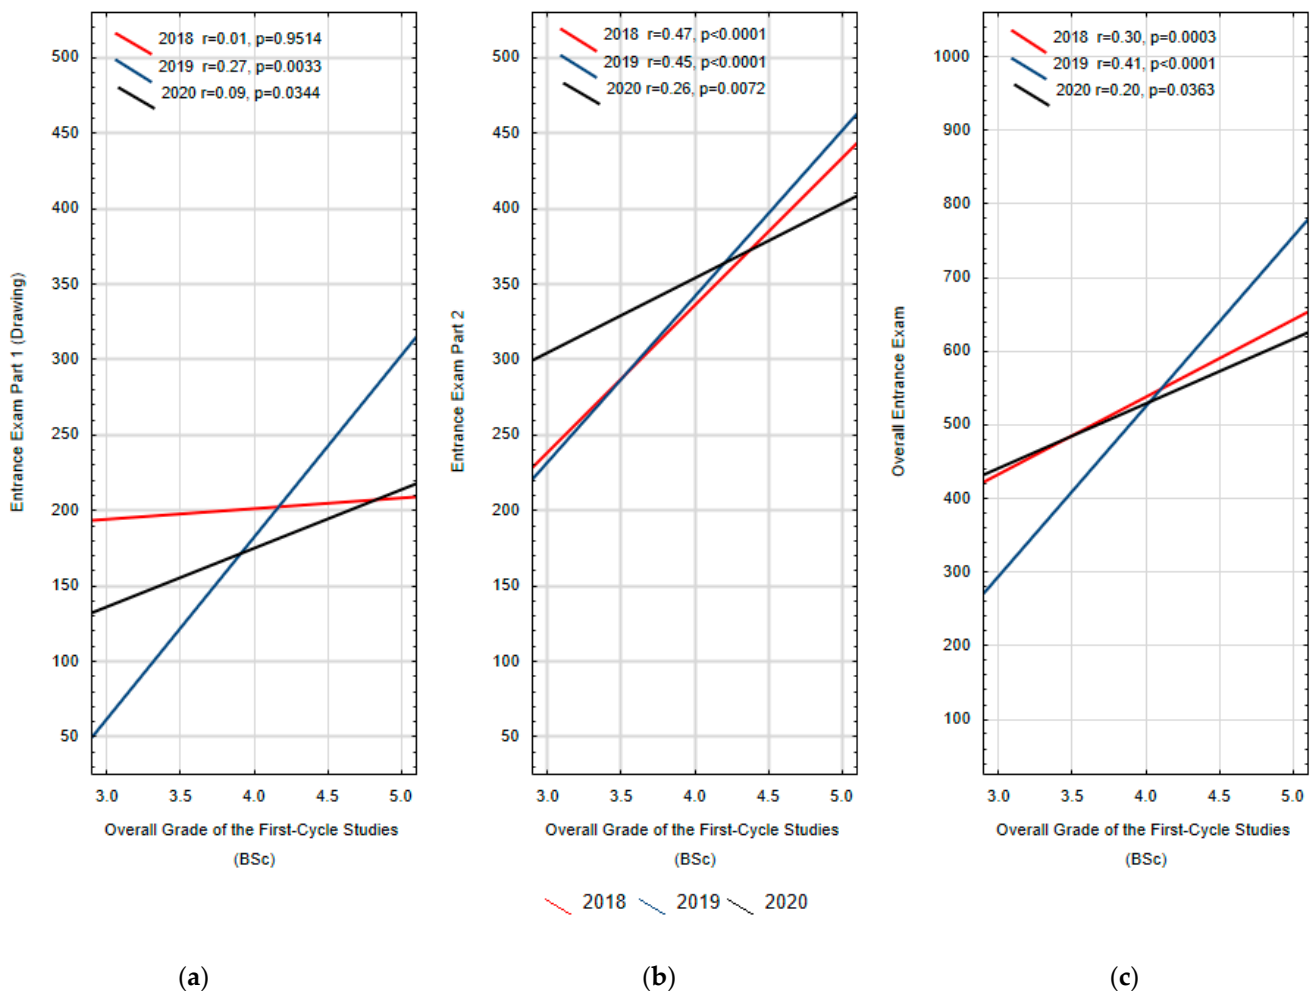 2018 r=0.01, p=0.9514
2019 r=0.27, p=0.0033
2020 r=0.09, p=0.0344
500
450
400
350
300
250
200
150
100
50
Entrance Exam Part 1 (Drawing)
3.0 3.5 4.0 4.5 5.0
Overall Grade of the First-Cycle Studies
(BSc)
2018 r=0.47, p<0.0001
2019 r=0.45, p<0.0001
2020 r=0.26, p=0.0072
500
450
400
350
300
250
200
150
100
50
Entrance Exam Part 2
3.0 3.5 4.0 4.5 5.0
Overall Grade of the First-Cycle Studies
(BSc)
2018 r=0.30, p=0.0003
2019 r=0.41, p<0.0001
2020 r=0.20, p=0.0363
1000
900
800
700
600
500
400
300
200
100
Overall Entrance Exam
3.0 3.5 4.0 4.5 5.0
Overall Grade of the First-Cycle Studies
(BSc)
2018 2019 2020
(a) (b) (c)